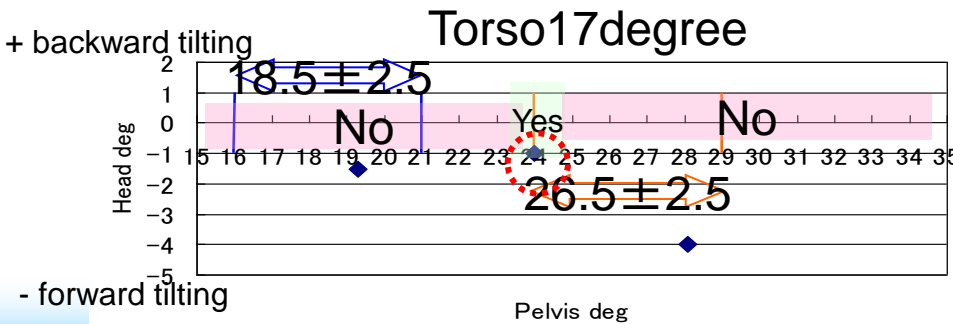 Torso17degree
+ backward tilting
2
18.5±2.5
1
No
Yes
No
0
−1
15 16 17 18 19 20 21 22 23 24 25 26 27 28 29 30 31 32 33 34 35
Head deg
−2
26.5±2.5
−3
−4
−5
- forward tilting
Pelvis deg